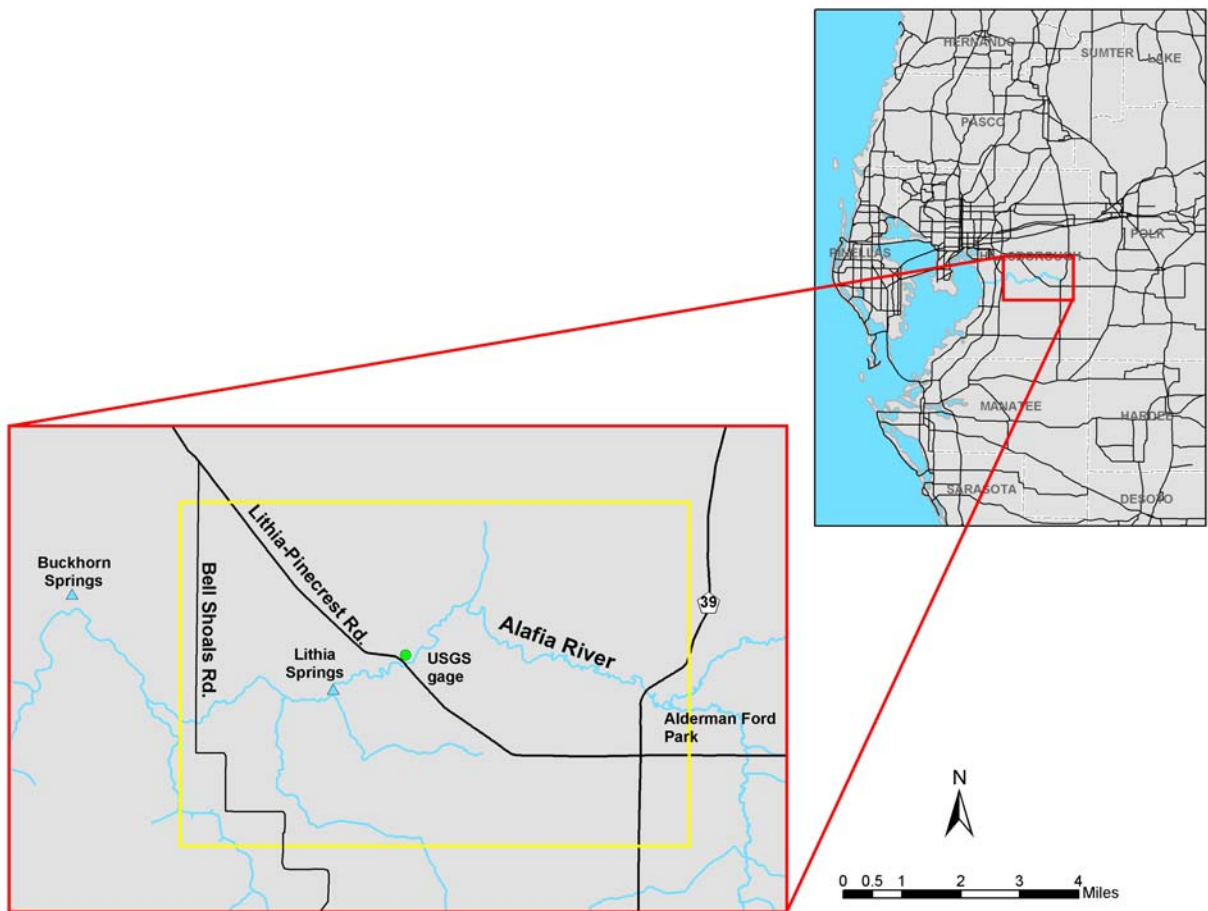 HERNANDO
SUMTER
LAKE
PASCO
POLK
PINELLAS
HILLSBOROUGH
MANATEE
HARDEE
SARASOTA
DESOTO
Lithia-Pinecrest Rd.
Buckhorn
Springs
Bell Shoals Rd.
39
Alafia River
Lithia
Springs
USGS
gage
Alderman Ford
Park
N
0 0.5 1 2 3 4
Miles